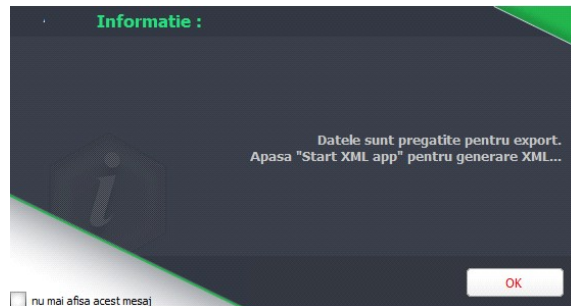 Informatie :
Datele sunt pregatite pentru export.
Apasa "Start XML app" pentru generare XML...
OK
nu mai afisa acest mesaj